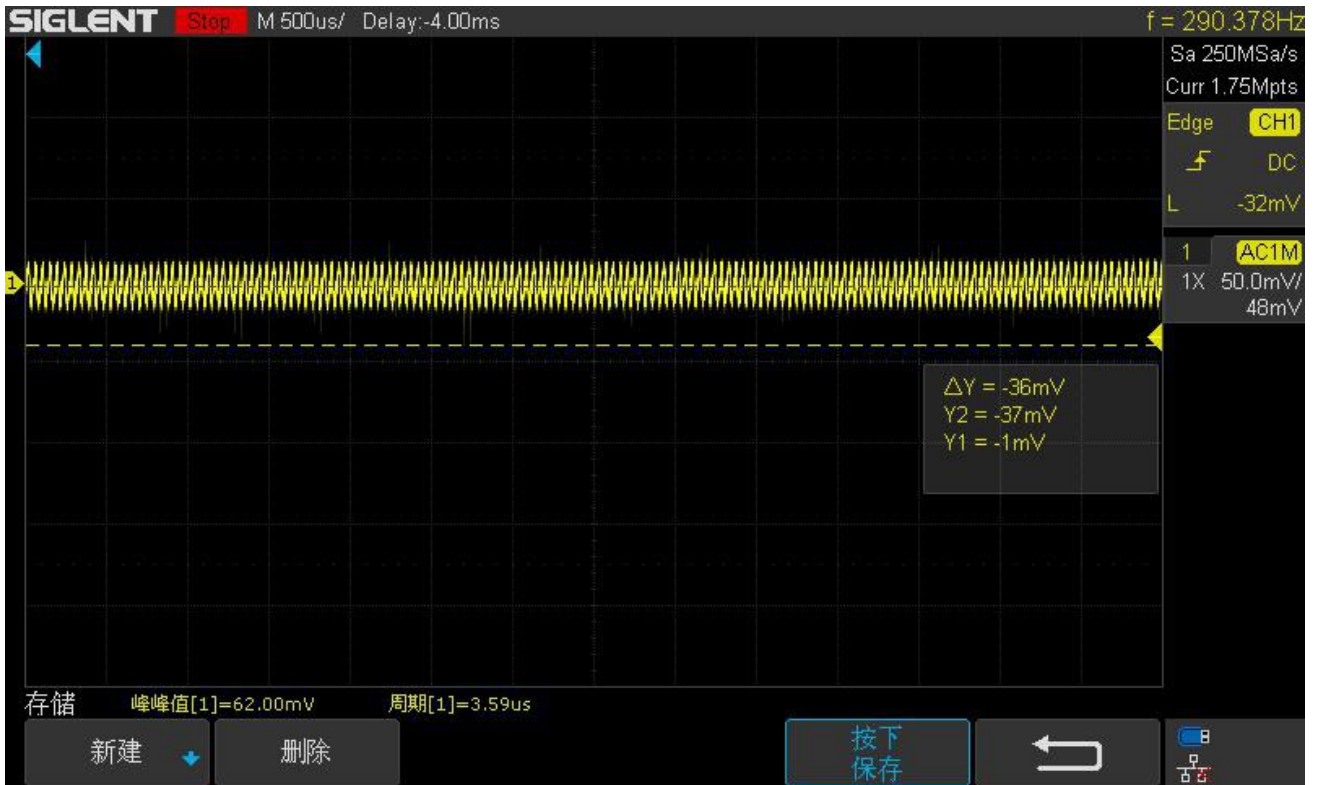 SIGLENT Stop M 500us/ Delay:-4.00ms f = 290.378Hz
Sa 250MSa/s
Curr 1.75Mpts
Edge CH1
DC
L -32mV
1 AC1M
1X 50.0mV/
48mV
1
△Y = -36mV
Y2 = -37mV
Y1 = -1mV
存储 峰峰值[1]=62.00mV 周期[1]=3.59us
新建 删除 按下
保存